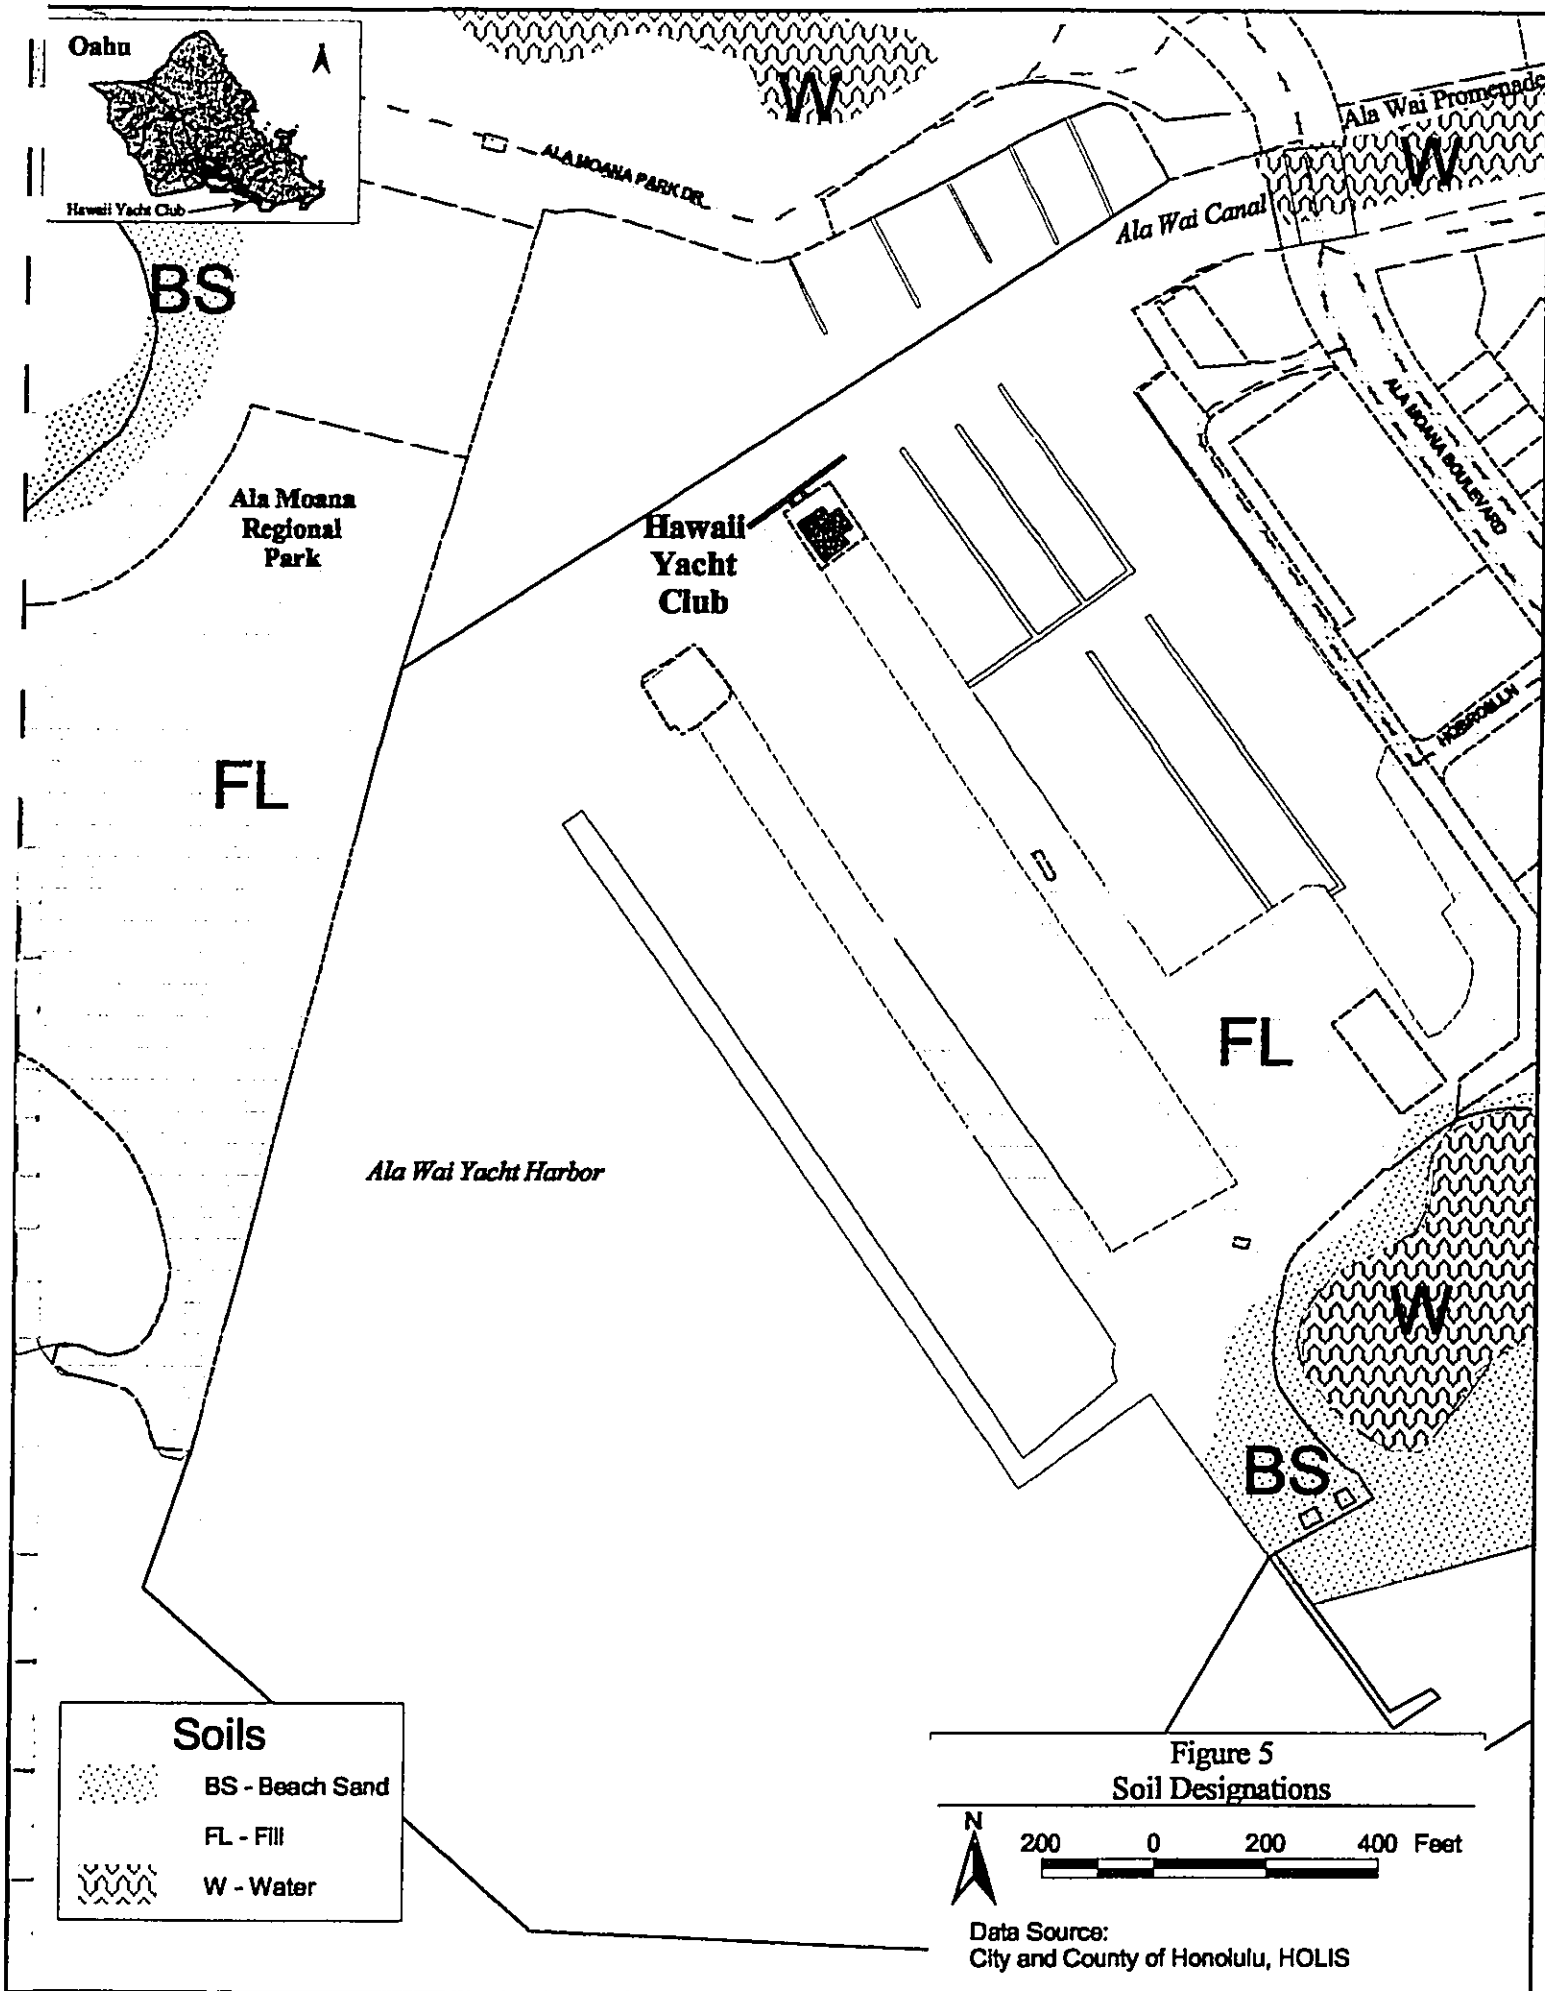 Oahu
Hawaii Yacht Club
W
ALA MOANA PARK DR
Ala Wai Promenade
W
Ala Wai Canal
BS
ALA MOANA BOULEVARD
Ala Moana
Regional
Park
Hawaii
Yacht
Club
HOBRON LN
FL
FL
Ala Wai Yacht Harbor
W
BS
Soils
BS - Beach Sand
FL - Fill
W - Water
Figure 5
Soil Designations
N
200 0 200 400 Feet
Data Source:
City and County of Honolulu, HOLIS